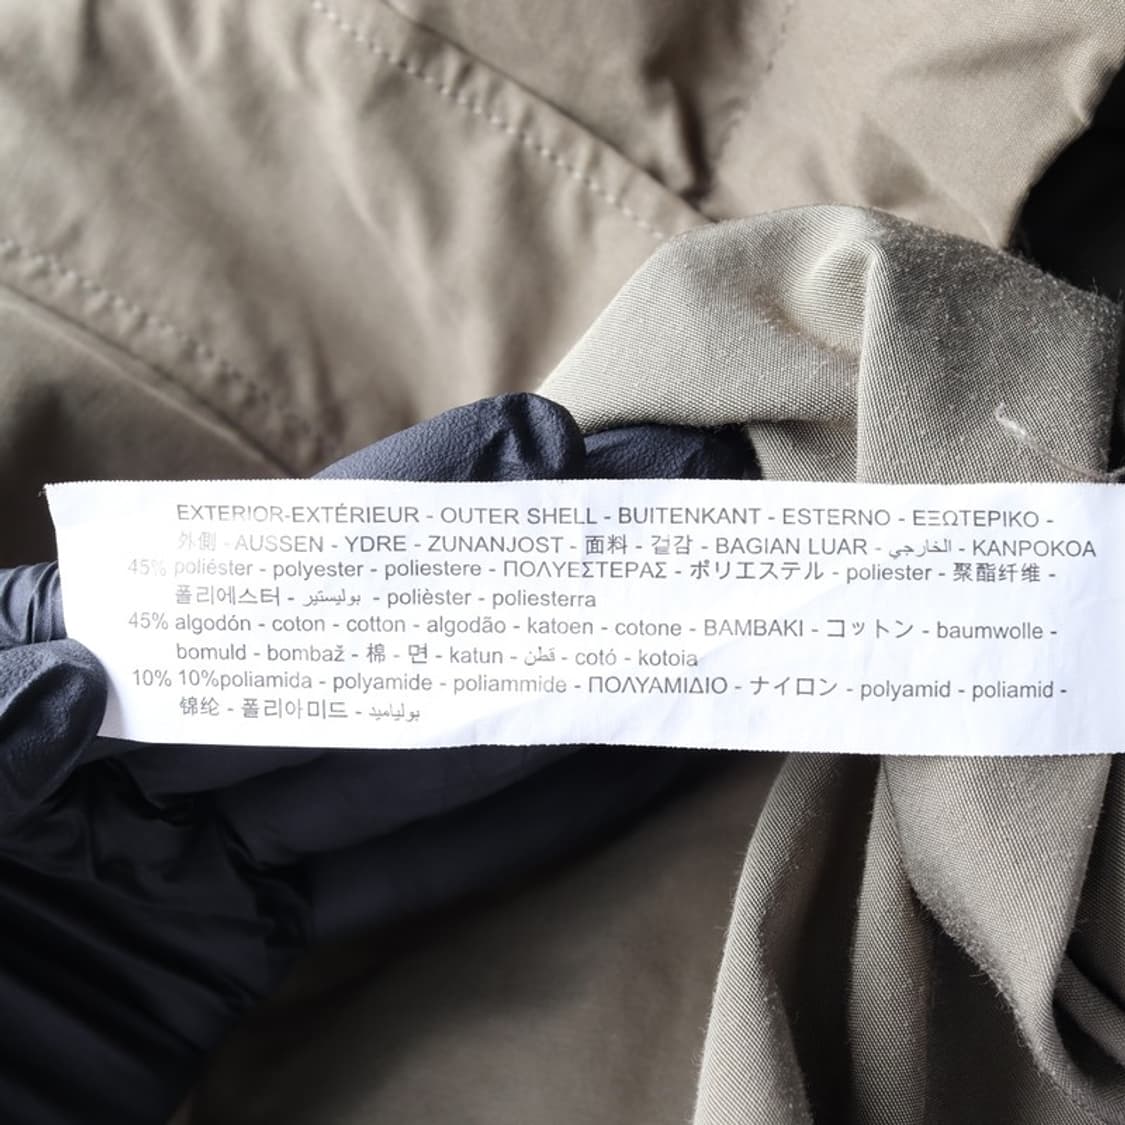 EXTERIOR-EXTÉRIEUR - OUTER SHELL - BUITENKANT - ESTERNO - ΕΞΩΤΕΡΙΚΟ -
外側 - AUSSEN - YDRE - ZUNANJOST - 面料 - 겉감 - BAGIAN LUAR - الخارجي - KANPOKOA
45% poliéster - polyester - poliestere - ΠΟΛΥΕΣΤΕΡΑΣ - ポリエステル - poliester - 聚酯纤维 -
폴리에스터 - بوليستير - polièster - poliesterra
45% algodón - coton - cotton - algodão - katoen - cotone - BAMBAKI - コットン - baumwolle -
bomuld - bombaž - 棉 - 면 - katun - قطن - cotó - kotoia
10% 10%poliamida - polyamide - poliammide - ΠΟΛΥΑΜΙΔΙΟ - ナイロン - polyamid - poliamid -
锦纶 - 폴리아미드 - بولياميد